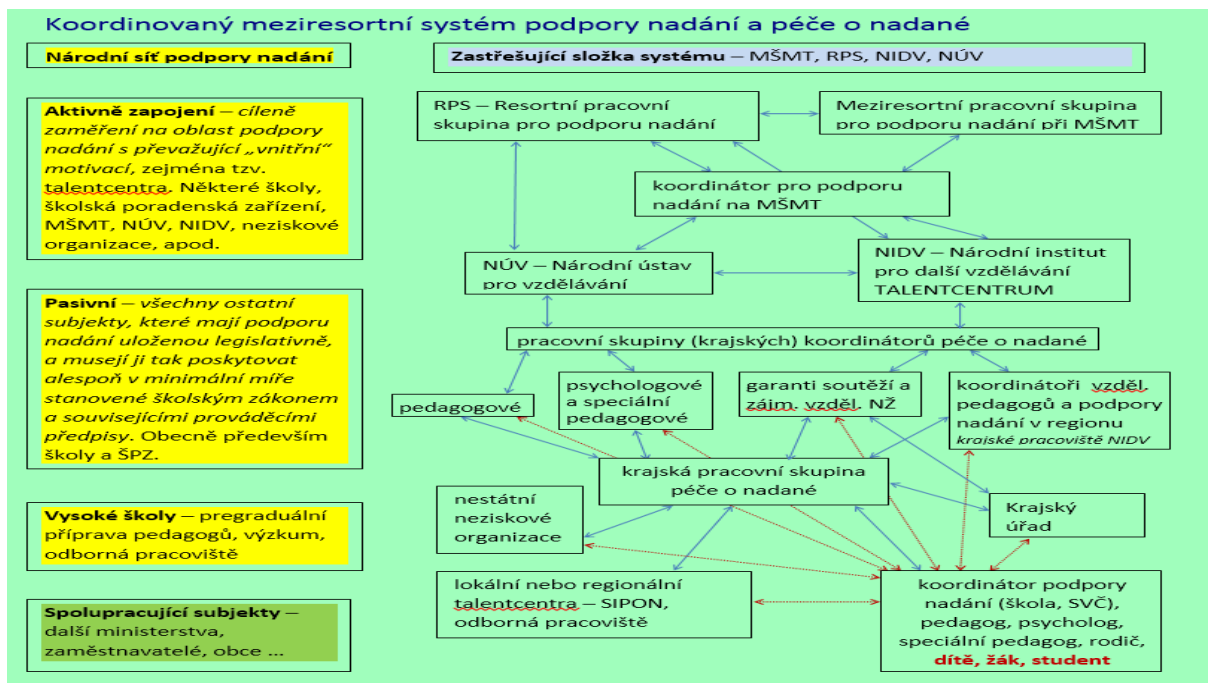 Koordinovaný meziresortní systém podpory nadání a péče o nadané
Národní síť podpory nadání
Zastřešující složka systému – MŠMT, RPS, NIDV, NÚV
Aktivně zapojení – cíleně
zaměření na oblast podpory
nadání s převažující „vnitřní“
motivací, zejména tzv.
talentcentra. Některé školy,
školská poradenská zařízení,
MŠMT, NÚV, NIDV, neziskové
organizace, apod.
Pasivní – všechny ostatní
subjekty, které mají podporu
nadání uloženou legislativně,
a musejí ji tak poskytovat
alespoň v minimální míře
stanovené školským zákonem
a souvisejícími prováděcími
předpisy. Obecně především
školy a ŠPZ.
Vysoké školy – pregraduální
příprava pedagogů, výzkum,
odborná pracoviště
Spolupracující subjekty –
další ministerstva,
zaměstnavatelé, obce ...
RPS – Resortní pracovní
skupina pro podporu nadání
Meziresortní pracovní skupina
pro podporu nadání při MŠMT
koordinátor pro podporu
nadání na MŠMT
NÚV – Národní ústav
pro vzdělávání
NIDV – Národní institut
pro další vzdělávání
TALENTCENTRUM
pracovní skupiny (krajských) koordinátorů péče o nadané
pedagogové
psychologové
a speciální
pedagogové
garanti soutěží a
zájm. vzděl. NŽ
koordinátoři vzděl.
pedagogů a podpory
nadání v regionu
krajské pracoviště NIDV
krajská pracovní skupina
péče o nadané
nestátní
neziskové
organizace
Krajský
úřad
lokální nebo regionální
talentcentra – SIPON,
odborná pracoviště
koordinátor podpory
nadání (škola, SVČ),
pedagog, psycholog,
speciální pedagog, rodič,
dítě, žák, student